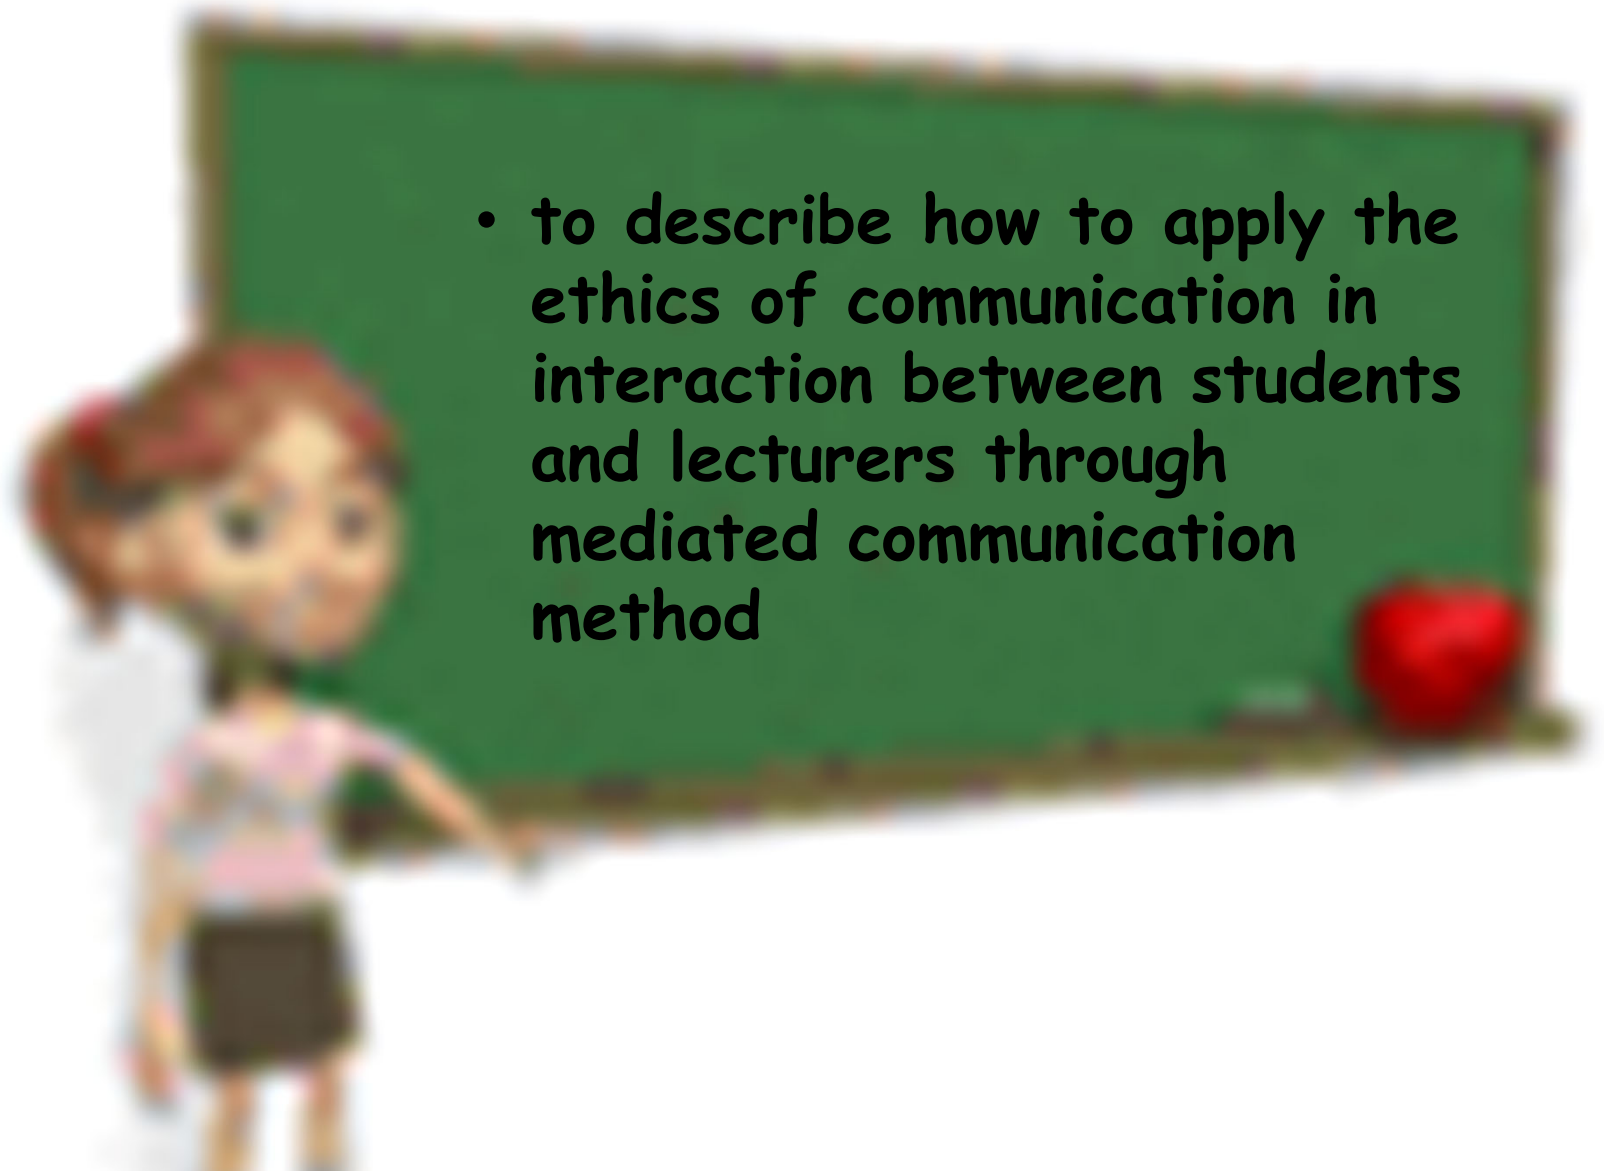 • to describe how to apply the
ethics of communication in
interaction between students
and lecturers through
mediated communication
method